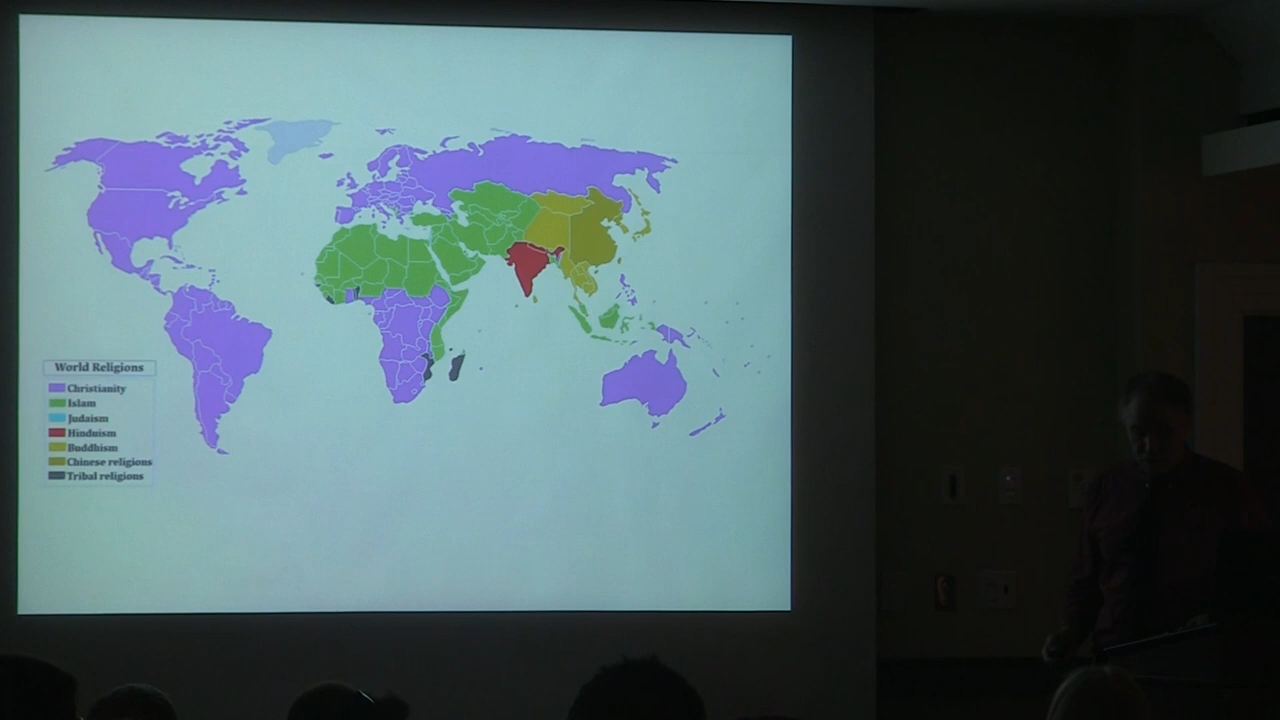 World Religions
Christianity
Islam
Judaism
Hinduism
Buddhism
Chinese religions
Tribal religions